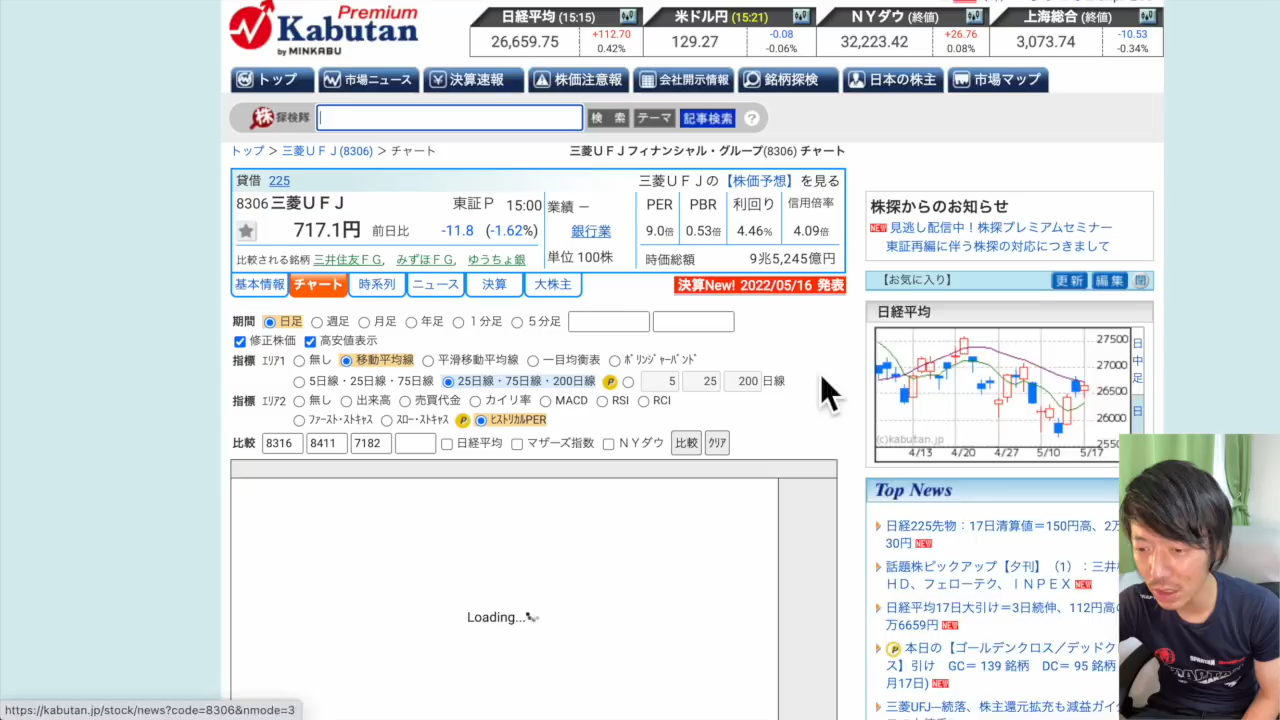 Premium
Kabutan
by MINKABU
日経平均 (15:15)
26,659.75
+112.70
0.42%
米ドル円 (15:21)
129.27
-0.08
-0.06%
ＮＹダウ (終値)
32,223.42
+26.76
0.08%
上海総合 (終値)
3,073.74
-10.53
-0.34%
トップ 市場ニュース 決算速報 株価注意報 会社開示情報 銘柄探検 日本の株主 市場マップ
株探検隊 検 索 テーマ 記事検索 ?
トップ > 三菱ＵＦＪ(8306) > チャート 三菱ＵＦＪフィナンシャル・グループ(8306) チャート
貸借 225 三菱ＵＦＪの【株価予想】を見る
8306 三菱ＵＦＪ 東証Ｐ 15:00 業績 － PER PBR 利回り 信用倍率
717.1円 前日比 -11.8 (-1.62%) 銀行業 9.0倍 0.53倍 4.46% 4.09倍
比較される銘柄 三井住友ＦＧ, みずほＦＧ, ゆうちょ銀 単位 100株 時価総額 9兆5,245億円
基本情報 チャート 時系列 ニュース 決算 大株主 決算New! 2022/05/16 発表
期間 日足 週足 月足 年足 １分足 ５分足
修正株価 高安値表示
指標 ｴﾘｱ1 無し 移動平均線 平滑移動平均線 一目均衡表 ﾎﾞﾘﾝｼﾞｬｰﾊﾞﾝﾄﾞ
5日線・25日線・75日線 25日線・75日線・200日線 P 5 25 200 日線
指標 ｴﾘｱ2 無し 出来高 売買代金 カイリ率 MACD RSI RCI
ﾌｧｰｽﾄ･ｽﾄｷｬｽ ｽﾛｰ･ｽﾄｷｬｽ P ﾋｽﾄﾘｶﾙPER
比較 8316 8411 7182 日経平均 マザーズ指数 ＮＹダウ 比較 ｸﾘｱ
Loading...
株探からのお知らせ
NEW 見逃し配信中！株探プレミアムセミナー
東証再編に伴う株探の対応につきまして
【お気に入り】 更新 編集 閉
日経平均
27500
27000
26500
26000
2550
(c)kabutan.jp
4/13 4/20 4/27 5/10 5/17
日
中
足
日
Top News
日経225先物：17日清算値＝150円高、2万
30円 NEW
話題株ピックアップ【夕刊】（1）：三井
ＨＤ、フェローテク、ＩＮＰＥＸ NEW
日経平均17日大引け＝3日続伸、112円高の
万6659円 NEW
P 本日の【ゴールデンクロス／デッドク
ス】引け GC＝ 139 銘柄 DC＝ 95 銘柄
月17日) NEW
三菱UFJ―続落、株主還元拡充も減益ガイ
https://kabutan.jp/stock/news?code=8306&nmode=3